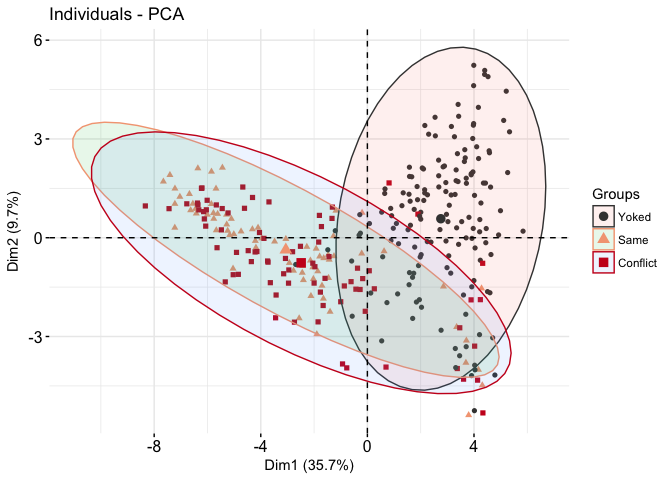 Individuals - PCA
6
3
0
-3
Dim2 (9.7%)
-8
-4
0
4
Dim1 (35.7%)
Groups
Yoked
Same
Conflict